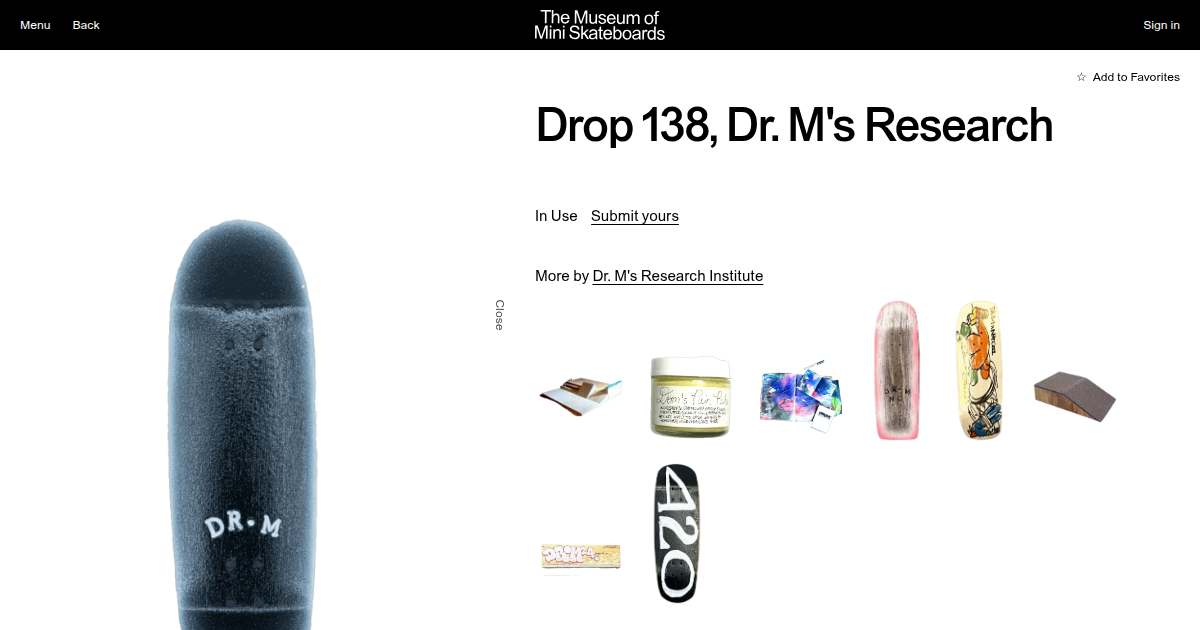 Menu
Back
The Museum of
Mini Skateboards
Sign in
☆ Add to Favorites
Drop 138, Dr. M's Research
In Use Submit yours
More by Dr. M's Research Institute
Close
DR•M
420